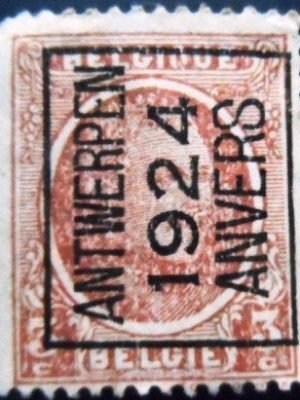 BELGIQUE
ANTWERPEN
1924
ANVERS
(BELGIË)